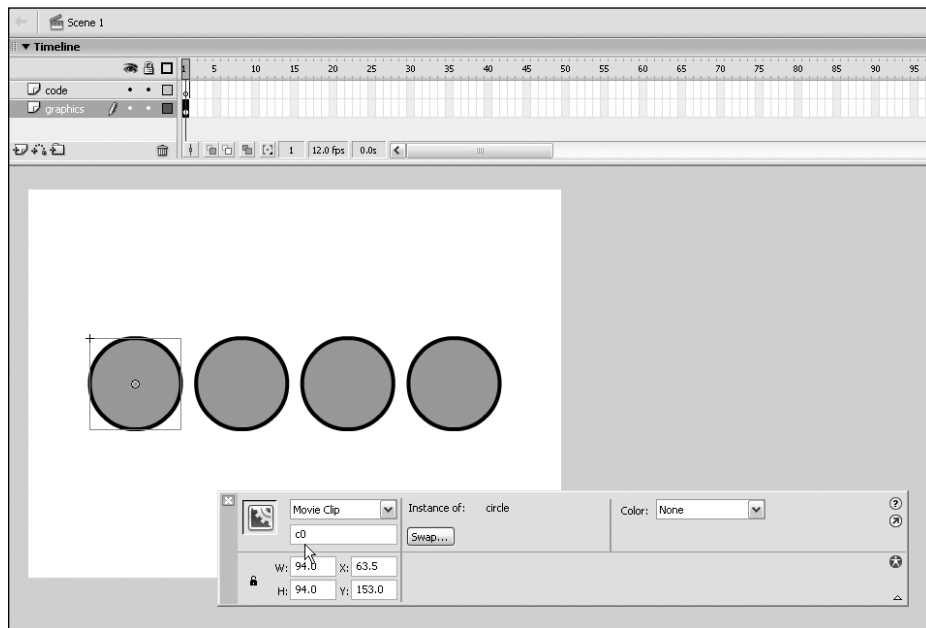 Scene 1
Timeline
1 5 10 15 20 25 30 35 40 45 50 55 60 65 70 75 80 85 90 95
code
graphics
1 12.0 fps 0.0s
Movie Clip
Instance of: circle
Color: None
c0
Swap...
W: 94.0 X: 63.5
H: 94.0 Y: 153.0